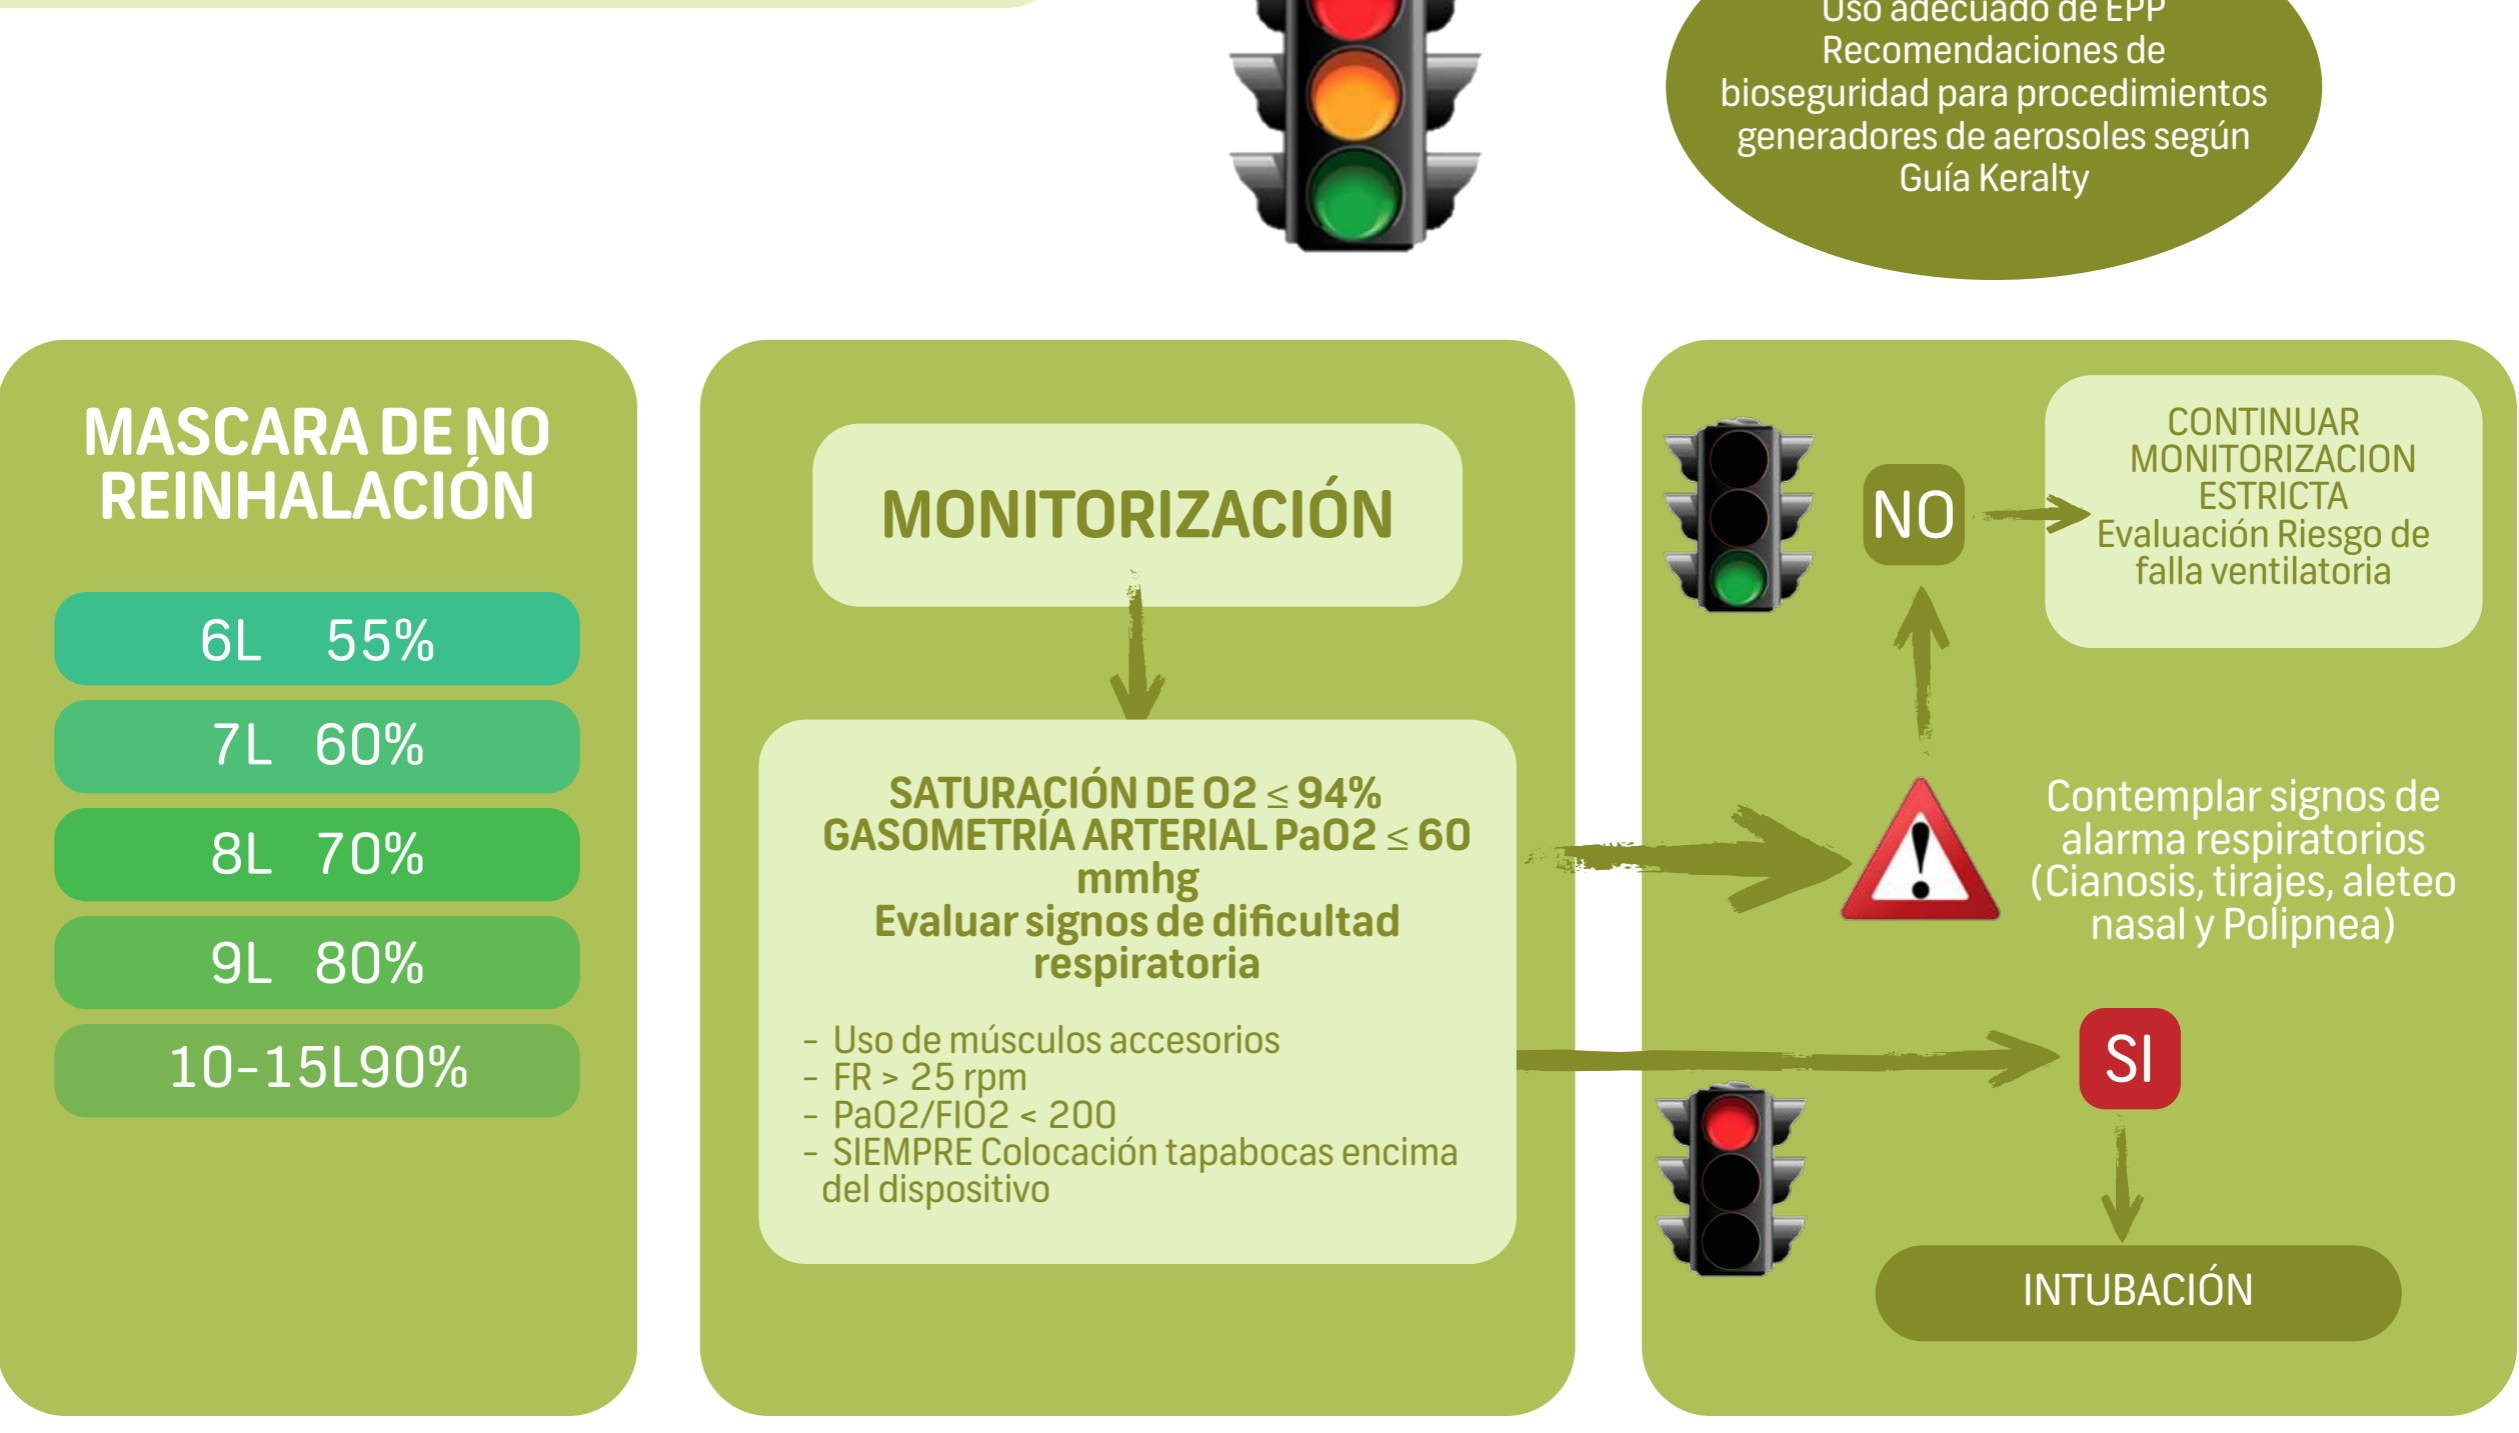 Uso adecuado de EPP
Recomendaciones de
bioseguridad para procedimientos
generadores de aerosoles según
Guía Keralty
MASCARA DE NO
REINHALACIÓN
6L 55%
7L 60%
8L 70%
9L 80%
10-15L90%
MONITORIZACIÓN
SATURACIÓN DE O2 ≤ 94%
GASOMETRÍA ARTERIAL PaO2 ≤ 60
mmhg
Evaluar signos de dificultad
respiratoria
- Uso de músculos accesorios
- FR > 25 rpm
- PaO2/FIO2 < 200
- SIEMPRE Colocación tapabocas encima
del dispositivo
NO
CONTINUAR
MONITORIZACION
ESTRICTA
Evaluación Riesgo de
falla ventilatoria
Contemplar signos de
alarma respiratorios
(Cianosis, tirajes, aleteo
nasal y Polipnea)
SI
INTUBACIÓN